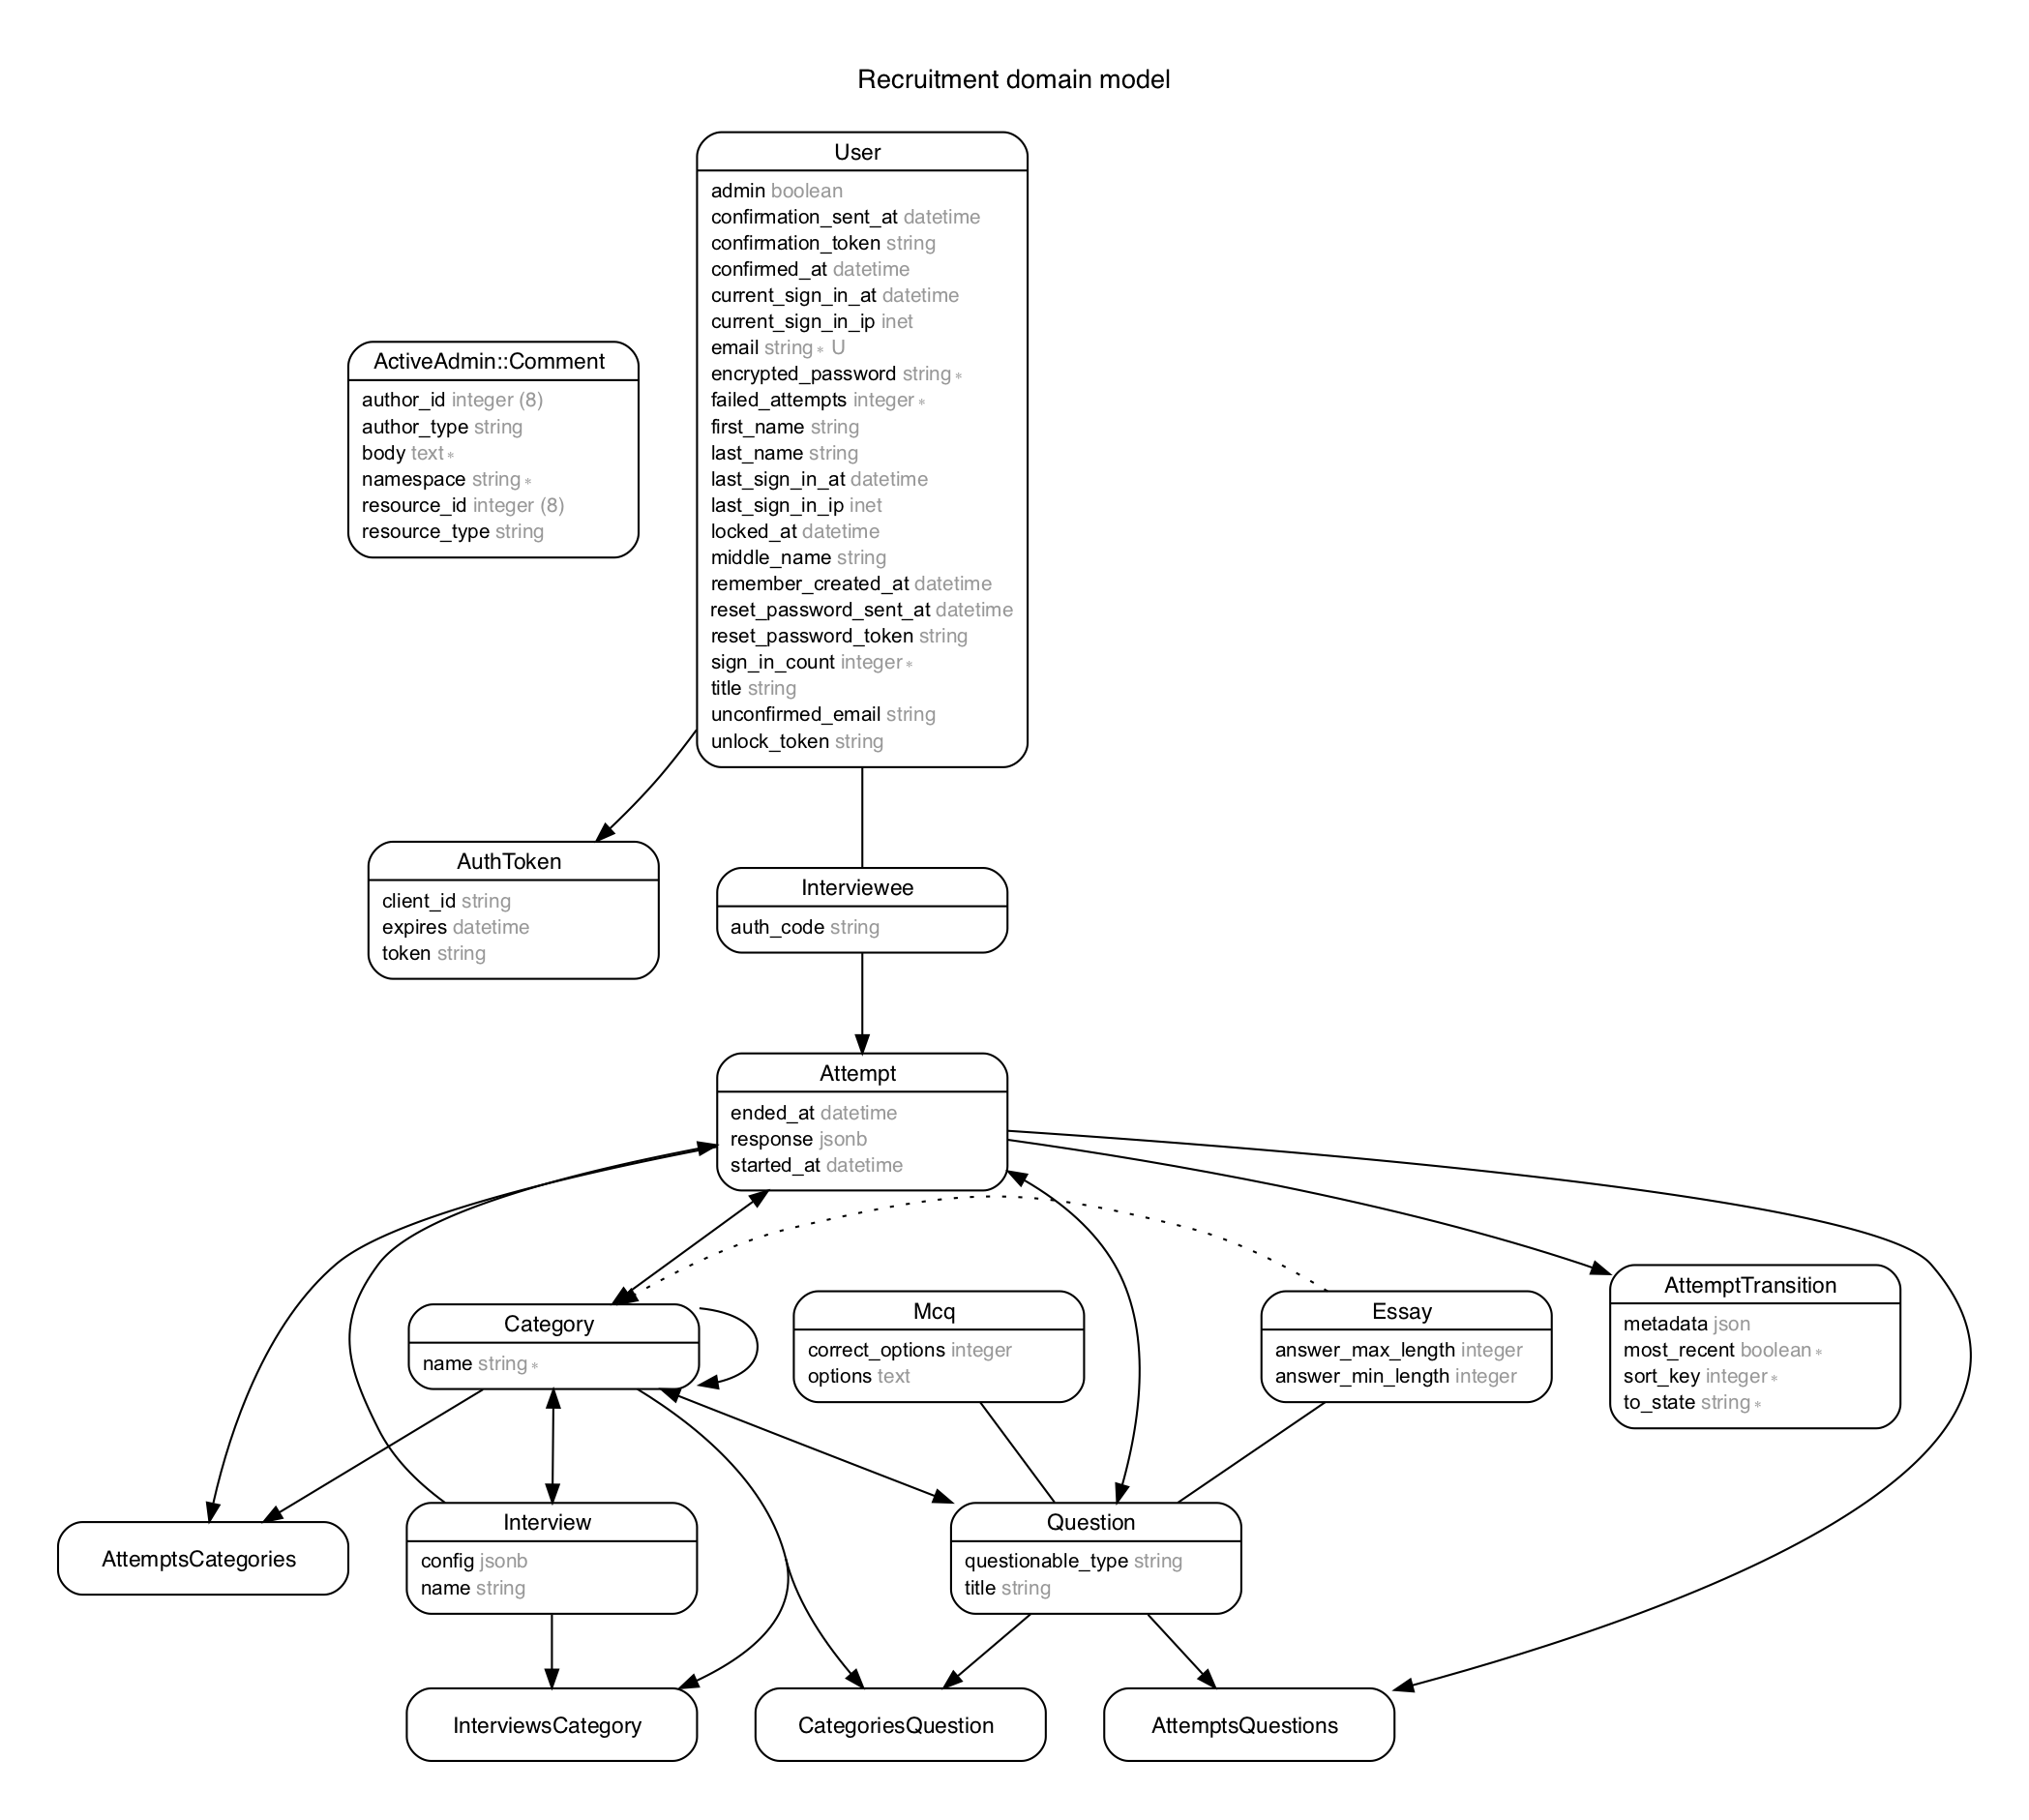 Recruitment domain model
User
admin boolean
confirmation_sent_at datetime
confirmation_token string
confirmed_at datetime
current_sign_in_at datetime
current_sign_in_ip inet
email string * U
encrypted_password string *
failed_attempts integer *
first_name string
last_name string
last_sign_in_at datetime
last_sign_in_ip inet
locked_at datetime
middle_name string
remember_created_at datetime
reset_password_sent_at datetime
reset_password_token string
sign_in_count integer *
title string
unconfirmed_email string
unlock_token string
ActiveAdmin::Comment
author_id integer (8)
author_type string
body text *
namespace string *
resource_id integer (8)
resource_type string
AuthToken
client_id string
expires datetime
token string
Interviewee
auth_code string
Attempt
ended_at datetime
response jsonb
started_at datetime
Category
name string *
Mcq
correct_options integer
options text
Essay
answer_max_length integer
answer_min_length integer
AttemptTransition
metadata json
most_recent boolean *
sort_key integer *
to_state string *
AttemptsCategories
Interview
config jsonb
name string
Question
questionable_type string
title string
InterviewsCategory
CategoriesQuestion
AttemptsQuestions